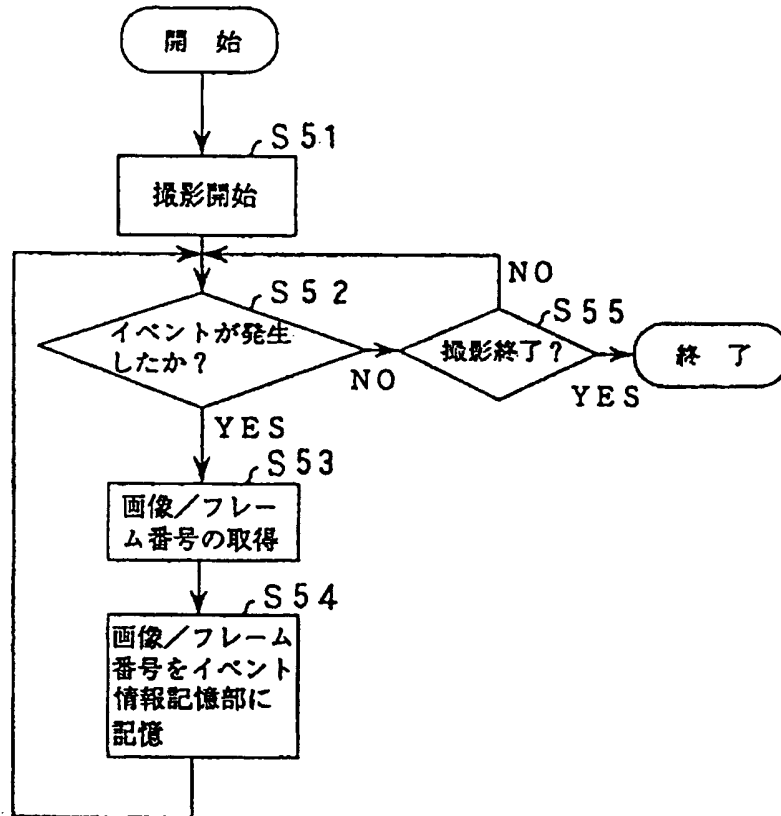 開 始
S51
撮影開始
NO
S52
S55
イベントが発生
したか?
撮影終了?
終 了
NO
YES
YES
S53
画像/フレー
ム番号の取得
S54
画像/フレーム
番号をイベント
情報記憶部に
記憶